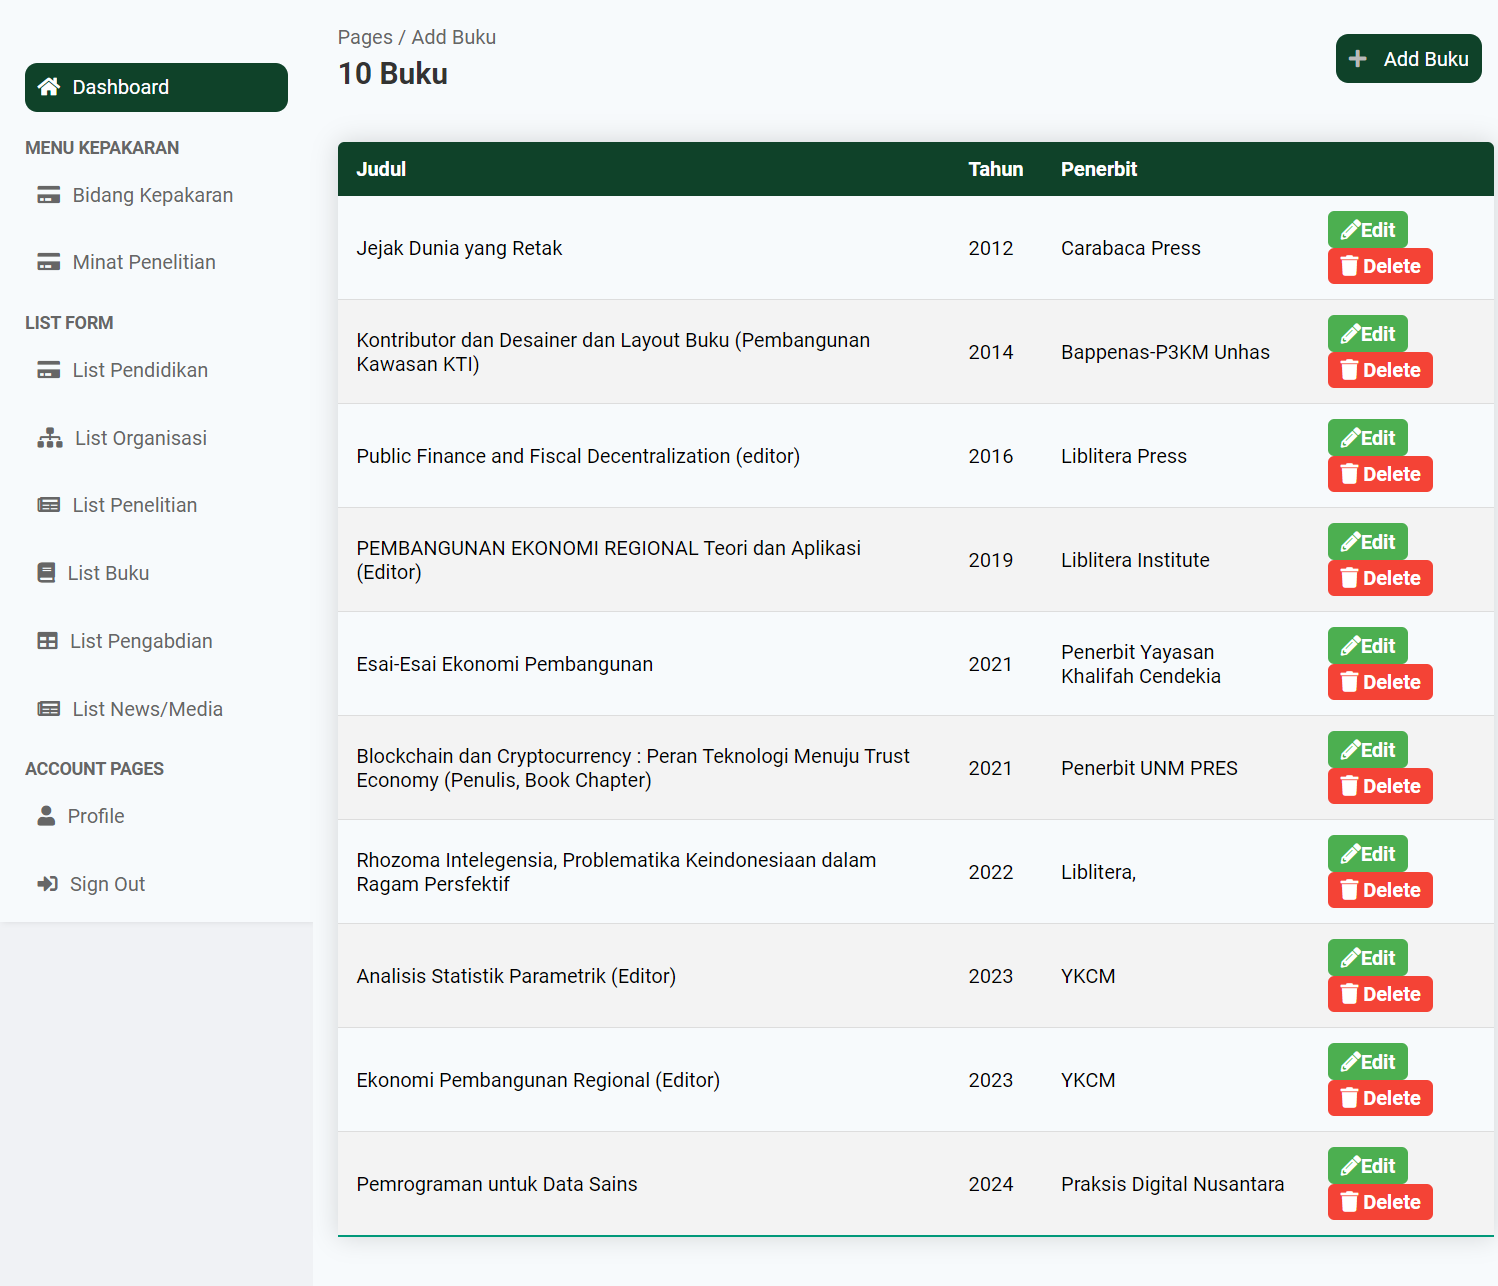 Dashboard
MENU KEPAKARAN
Bidang Kepakaran
Minat Penelitian
LIST FORM
List Pendidikan
List Organisasi
List Penelitian
List Buku
List Pengabdian
List News/Media
ACCOUNT PAGES
Profile
Sign Out
Pages / Add Buku
10 Buku
Add Buku
Judul Tahun Penerbit
Jejak Dunia yang Retak 2012 Carabaca Press
Edit
Delete
Kontributor dan Desainer dan Layout Buku (Pembangunan
Kawasan KTI)
2014 Bappenas-P3KM Unhas
Edit
Delete
Public Finance and Fiscal Decentralization (editor) 2016 Liblitera Press
Edit
Delete
PEMBANGUNAN EKONOMI REGIONAL Teori dan Aplikasi
(Editor)
2019 Liblitera Institute
Edit
Delete
Esai-Esai Ekonomi Pembangunan 2021
Penerbit Yayasan
Khalifah Cendekia
Edit
Delete
Blockchain dan Cryptocurrency : Peran Teknologi Menuju Trust
Economy (Penulis, Book Chapter)
2021 Penerbit UNM PRES
Edit
Delete
Rhozoma Intelegensia, Problematika Keindonesiaan dalam
Ragam Persfektif
2022 Liblitera,
Edit
Delete
Analisis Statistik Parametrik (Editor) 2023 YKCM
Edit
Delete
Ekonomi Pembangunan Regional (Editor) 2023 YKCM
Edit
Delete
Pemrograman untuk Data Sains 2024 Praksis Digital Nusantara
Edit
Delete